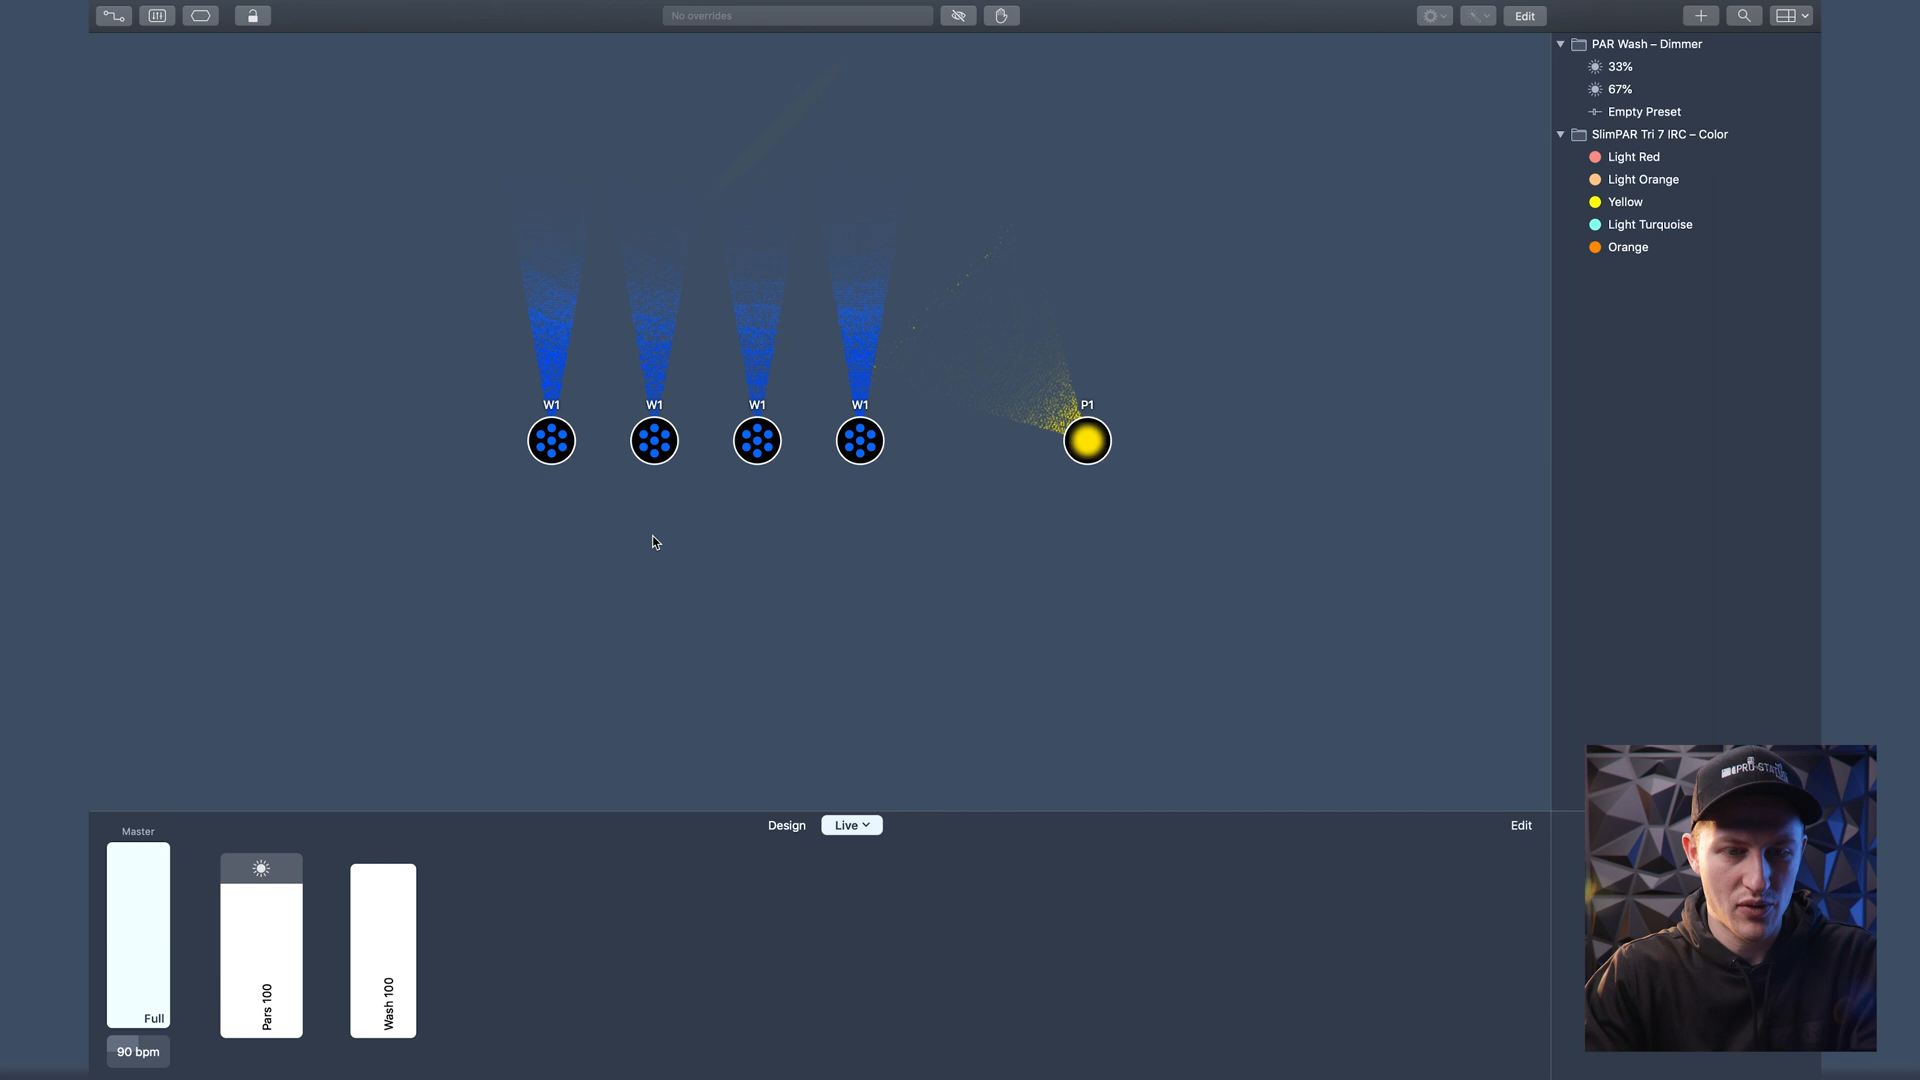 No overrides
Edit
PAR Wash – Dimmer
33%
67%
Empty Preset
SlimPAR Tri 7 IRC – Color
Light Red
Light Orange
Yellow
Light Turquoise
Orange
W1
W1
W1
W1
P1
Design
Live
Edit
Master
Full
90 bpm
Pars 100
Wash 100